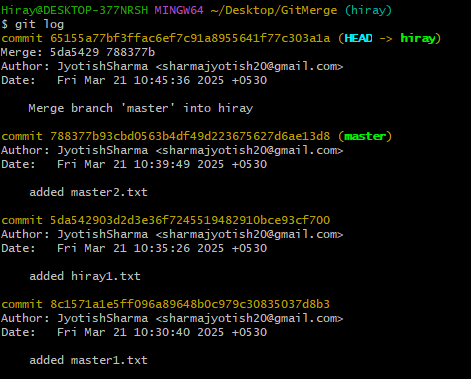 Hiray@DESKTOP-377NRSH MINGW64 ~/Desktop/GitMerge (hiray)
$ git log
commit 65155a77bf3ffac6ef7c91a8955641f77c303a1a (HEAD -> hiray)
Merge: 5da5429 788377b
Author: JyotishSharma <sharmajyotish20@gmail.com>
Date:   Fri Mar 21 10:45:36 2025 +0530
    Merge branch 'master' into hiray
commit 788377b93cbd0563b4df49d223675627d6ae13d8 (master)
Author: JyotishSharma <sharmajyotish20@gmail.com>
Date:   Fri Mar 21 10:39:49 2025 +0530
    added master2.txt
commit 5da542903d2d3e36f7245519482910bce93cf700
Author: JyotishSharma <sharmajyotish20@gmail.com>
Date:   Fri Mar 21 10:35:26 2025 +0530
    added hiray1.txt
commit 8c1571a1e5ff096a89648b0c979c30835037d8b3
Author: JyotishSharma <sharmajyotish20@gmail.com>
Date:   Fri Mar 21 10:30:40 2025 +0530
    added master1.txt